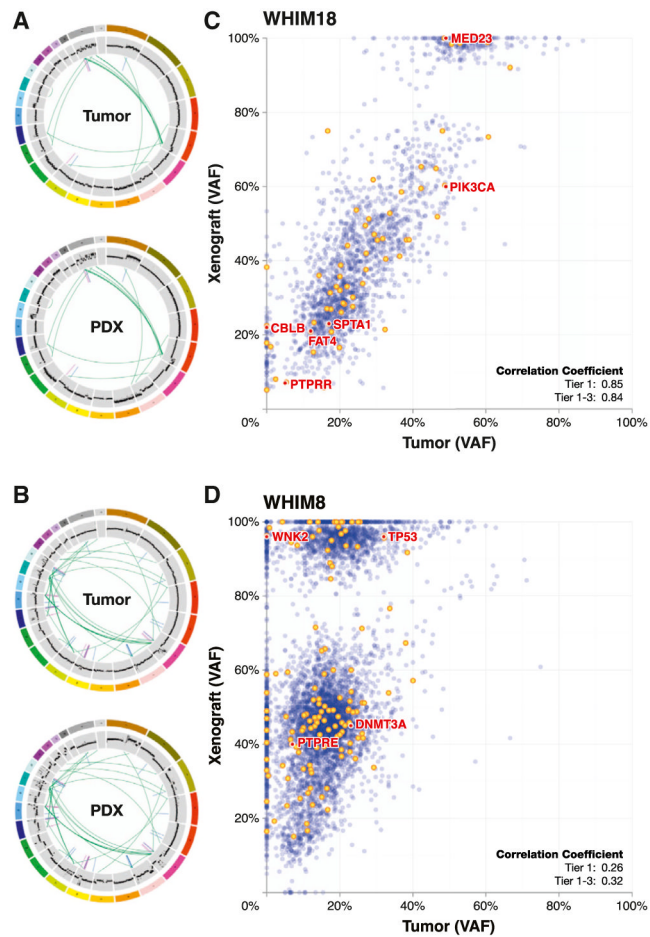 A
Tumor
PDX
C
WHIM18
Xenograft (VAF)
100%
80%
60%
40%
20%
0%
0%
20%
40%
60%
80%
100%
Tumor (VAF)
MED23
PIK3CA
CBLB
SPTA1
FAT4
PTPRR
Correlation Coefficient
Tier 1: 0.85
Tier 1-3: 0.84
B
Tumor
PDX
D
WHIM8
Xenograft (VAF)
100%
80%
60%
40%
20%
0%
0%
20%
40%
60%
80%
100%
Tumor (VAF)
WNK2
TP53
DNMT3A
PTPRE
Correlation Coefficient
Tier 1: 0.26
Tier 1-3: 0.32